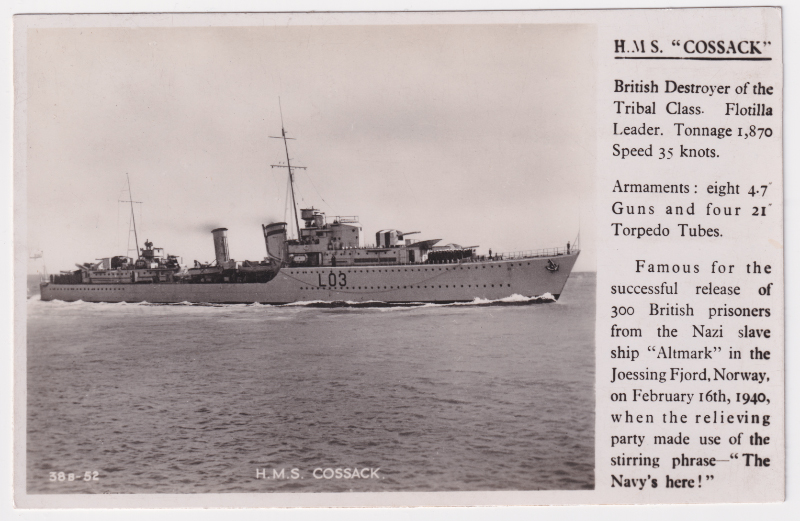 H.M S. "COSSACK"
British Destroyer of the
Tribal Class. Flotilla
Leader. Tonnage 1,870
Speed 35 knots.
Armaments: eight 4.7"
Guns and four 21"
Torpedo Tubes.
Famous for the
successful release of
300 British prisoners
from the Nazi slave
ship "Altmark" in the
Joessing Fjord, Norway,
on February 16th, 1940,
when the relieving
party made use of the
stirring phrase—"The
Navy's here!"
L03
38B-52
H.M.S. COSSACK.